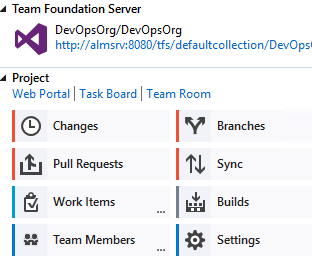 Team Foundation Server
DevOpsOrg/DevOpsOrg
http://almsrv:8080/tfs/defaultcollection/DevOps
Project
Web Portal | Task Board | Team Room
Changes
Branches
Pull Requests
Sync
Work Items ...
Builds
Team Members ...
Settings